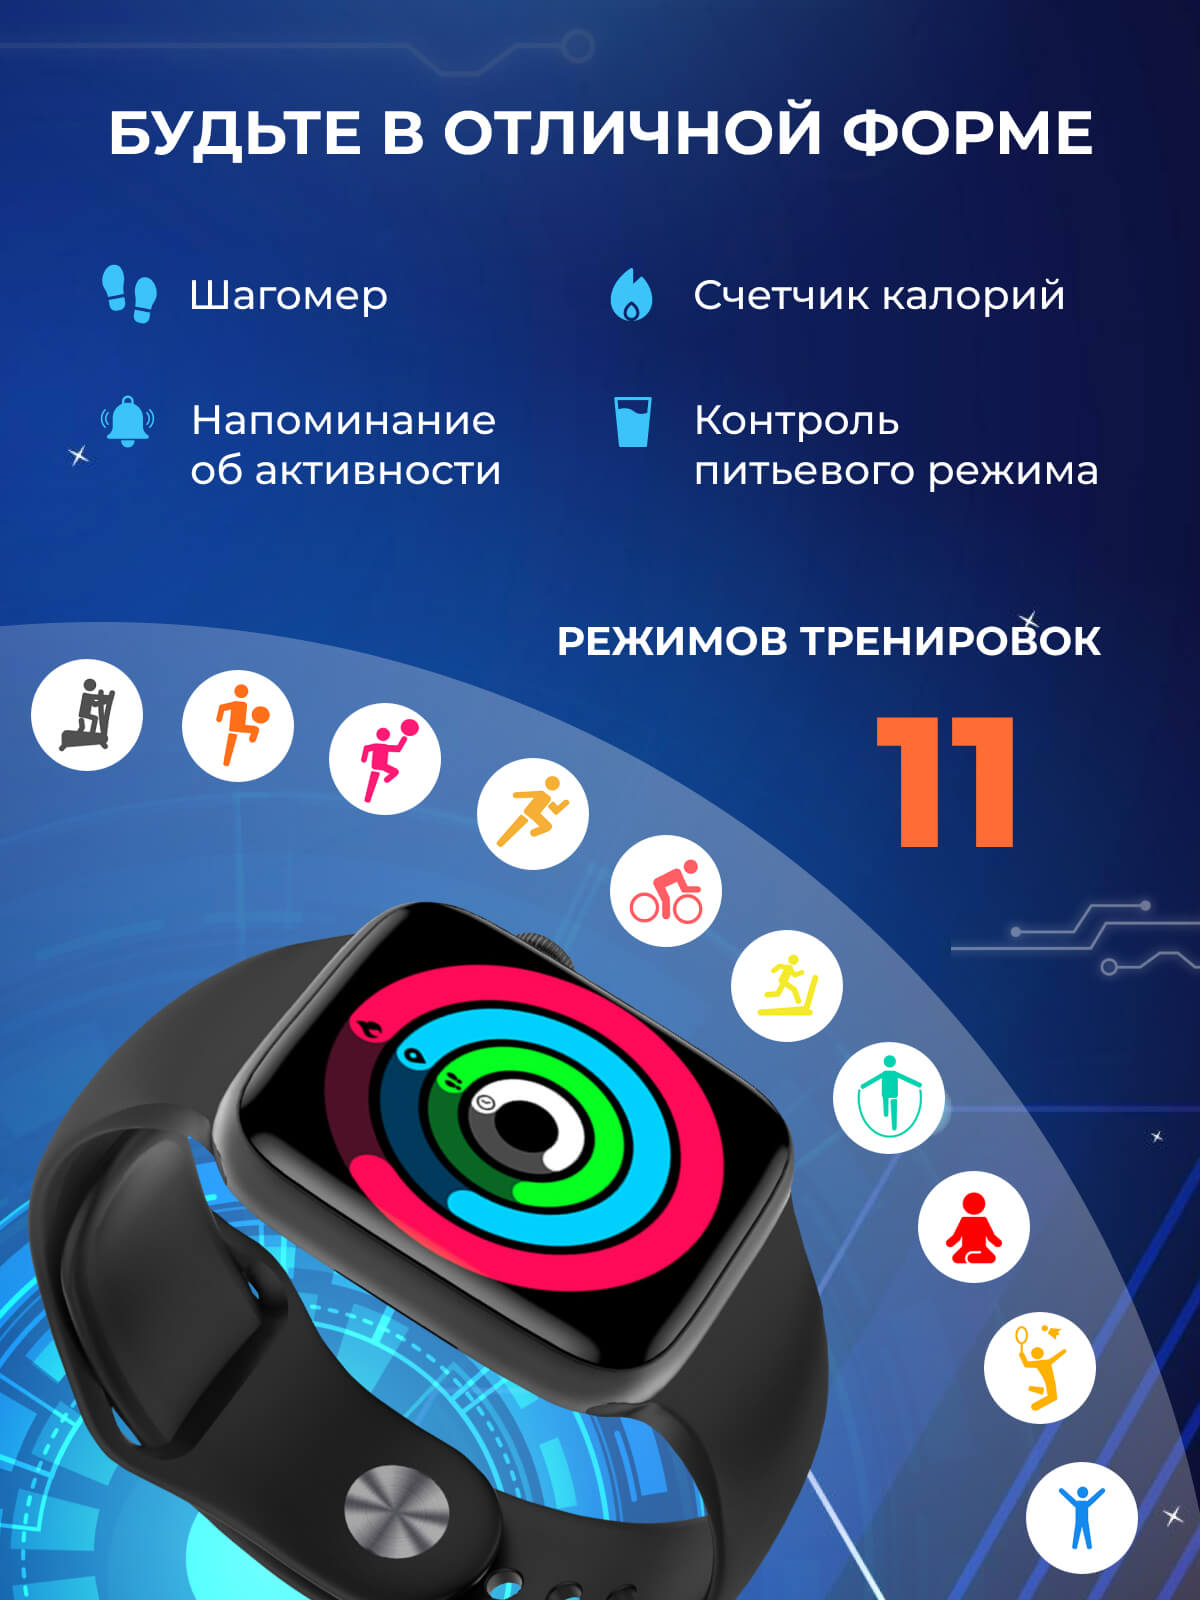 БУДЬТЕ В ОТЛИЧНОЙ ФОРМЕ
Шагомер
Счетчик калорий
Напоминание
об активности
Контроль
питьевого режима
РЕЖИМОВ ТРЕНИРОВОК
11